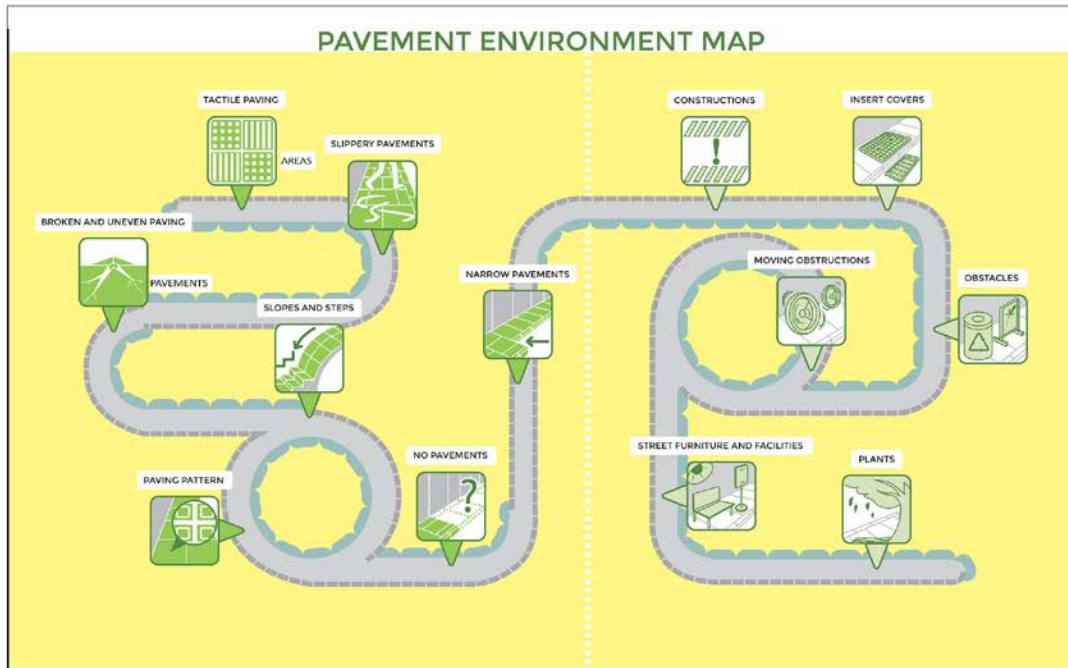 PAVEMENT ENVIRONMENT MAP
TACTILE PAVING
AREAS
SLIPPERY PAVEMENTS
BROKEN AND UNEVEN PAVING
PAVEMENTS
SLOPES AND STEPS
PAVING PATTERN
NO PAVEMENTS
?
NARROW PAVEMENTS
CONSTRUCTIONS
!
INSERT COVERS
MOVING OBSTRUCTIONS
OBSTACLES
STREET FURNITURE AND FACILITIES
PLANTS